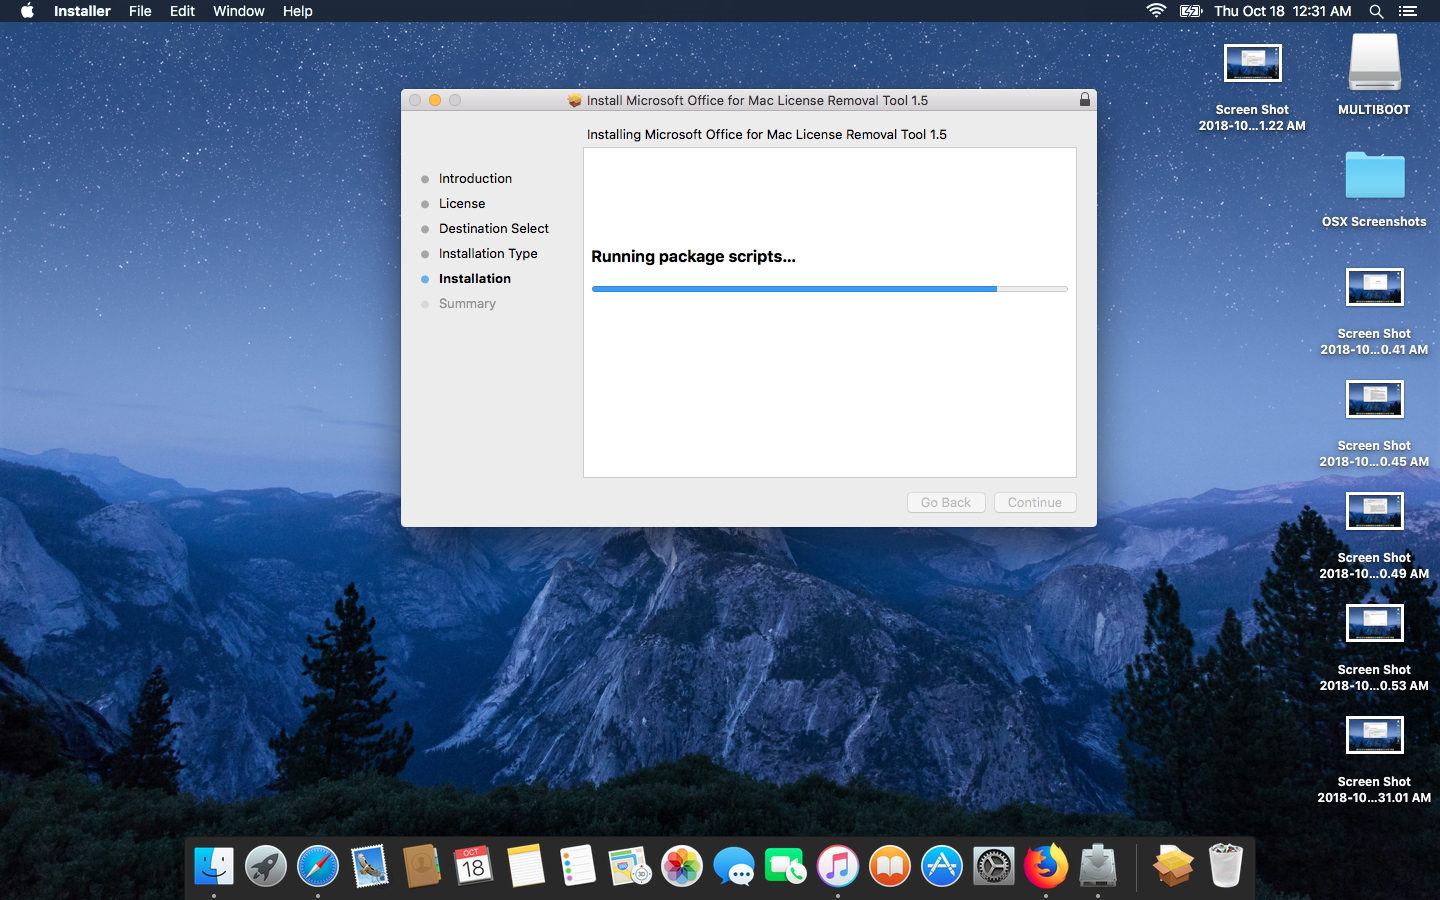 Installer File Edit Window Help
Thu Oct 18 12:31 AM
Install Microsoft Office for Mac License Removal Tool 1.5
Installing Microsoft Office for Mac License Removal Tool 1.5
Introduction
License
Destination Select
Installation Type
Installation
Summary
Running package scripts...
Go Back
Continue
Screen Shot
2018-10...1.22 AM
MULTIBOOT
OSX Screenshots
Screen Shot
2018-10...0.41 AM
Screen Shot
2018-10...0.45 AM
Screen Shot
2018-10...0.49 AM
Screen Shot
2018-10...0.53 AM
Screen Shot
2018-10...31.01 AM
OCT
18